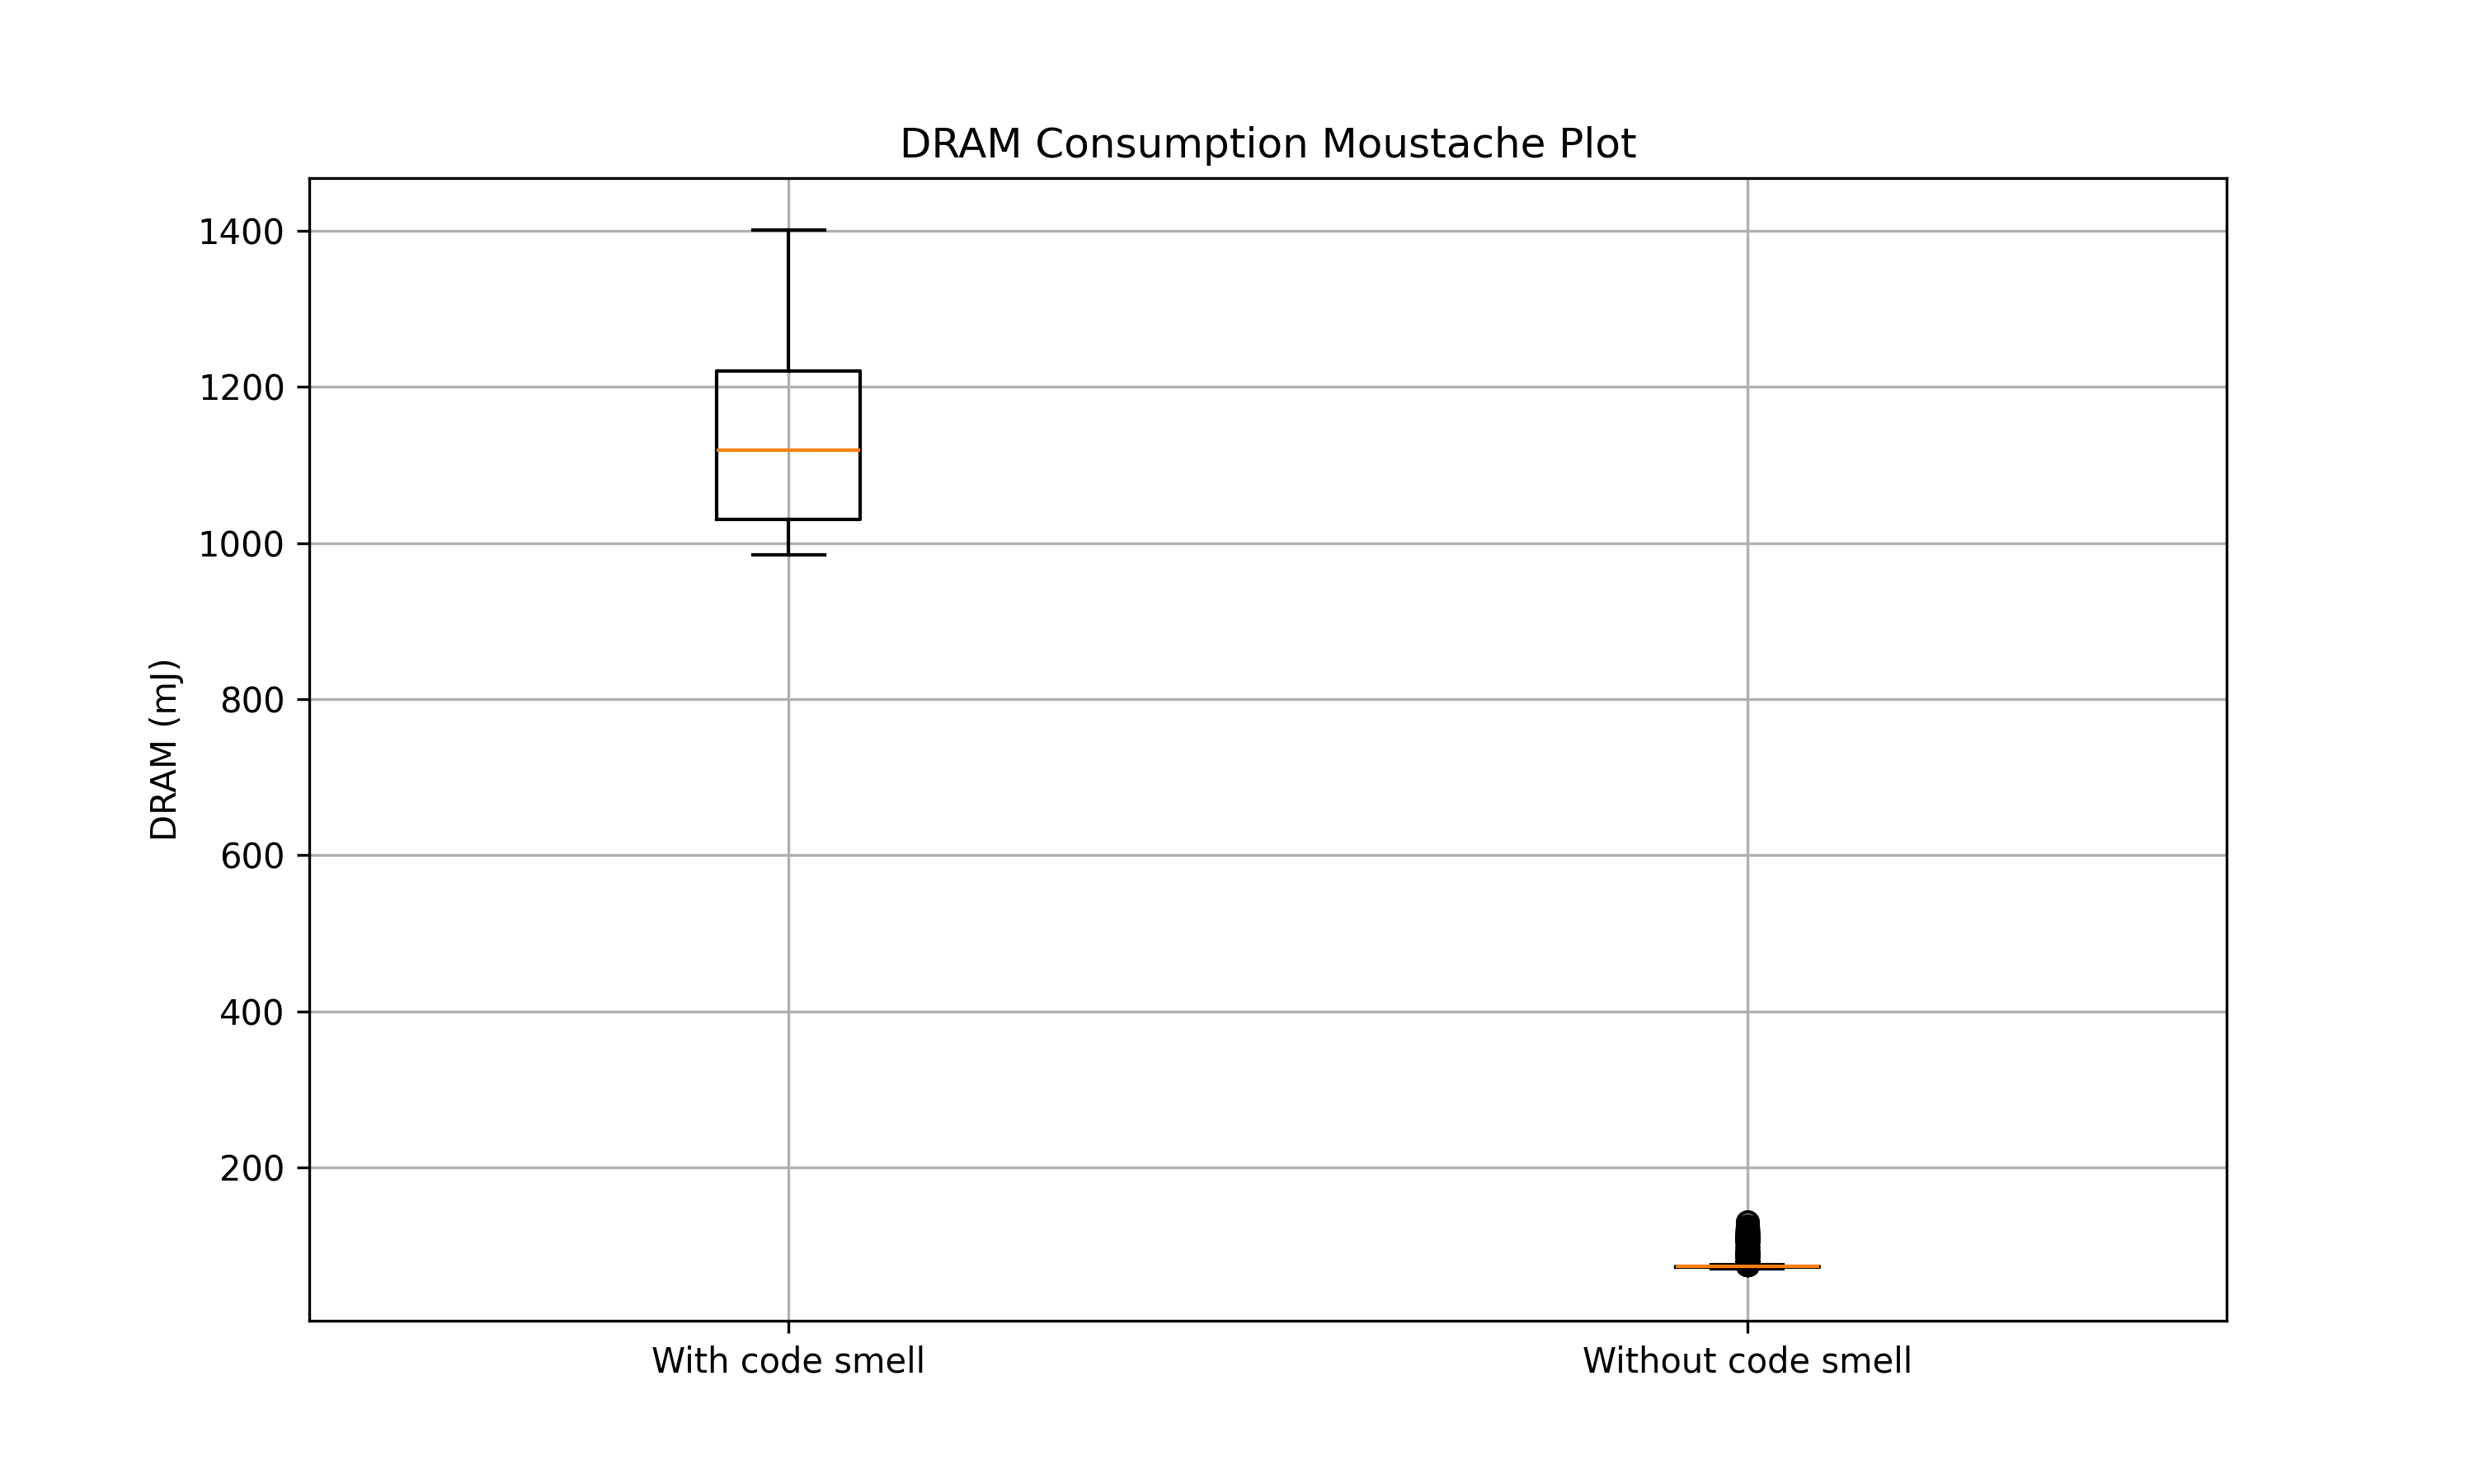 DRAM Consumption Moustache Plot
DRAM (mJ)
1400
1200
1000
800
600
400
200
With code smell
Without code smell